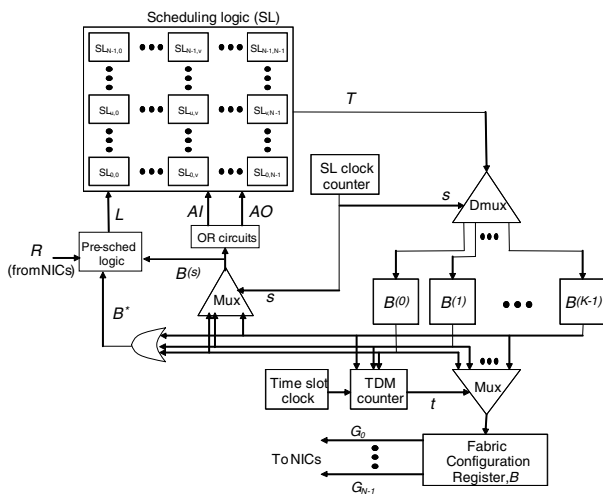 Scheduling logic (SL)
SLN-1,0 SLN-1,v SLN-1,N-1
SLu,0 SLu,v SLu,N-1
SL0,0 SL0,v SL0,N-1
T
SL clock
counter
s
Dmux
L
AI
AO
R
(fromNICs)
Pre-sched
logic
OR circuits
B(s)
Mux
s
B(0)
B(1)
B(K-1)
B*
Time slot
clock
TDM
counter
t
Mux
G0
To NICs
GN-1
Fabric
Configuration
Register,B